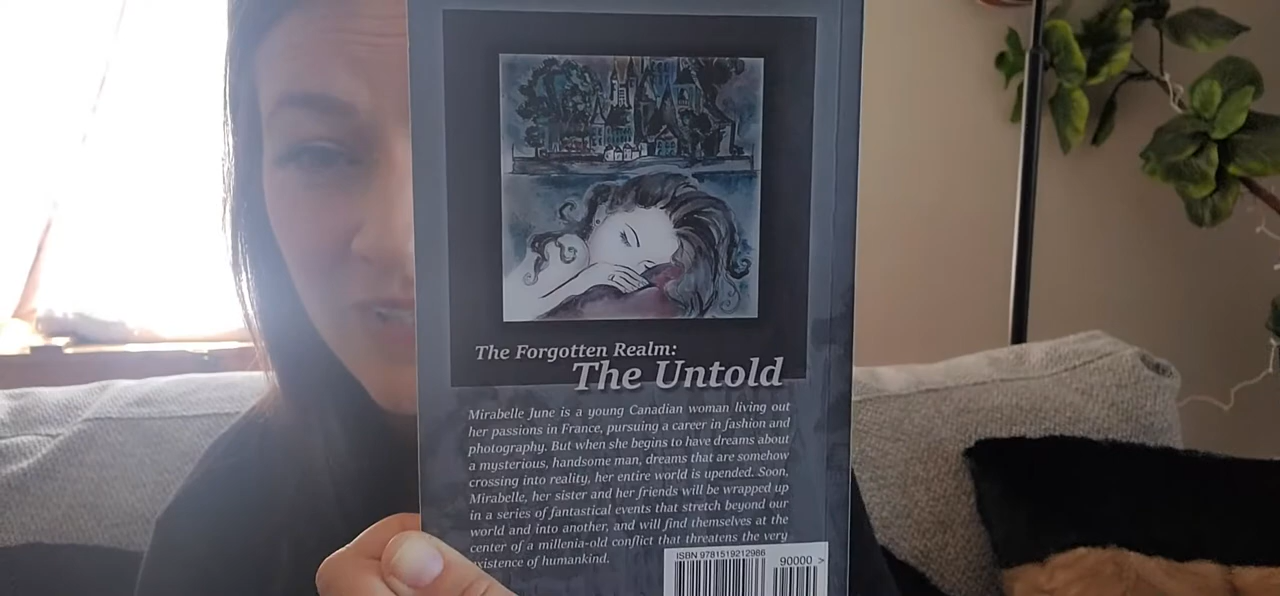 The Forgotten Realm:
The Untold
Mirabelle June is a young Canadian woman living out
her passions in France, pursuing a career in fashion and
photography. But when she begins to have dreams about
a mysterious, handsome man, dreams that are somehow
crossing into reality, her entire world is upended. Soon,
Mirabelle, her sister and her friends will be wrapped up
in a series of fantastical events that stretch beyond our
world and into another, and will find themselves at the
center of a millenia-old conflict that threatens the very
existence of humankind.
ISBN 9781519212986
90000 >